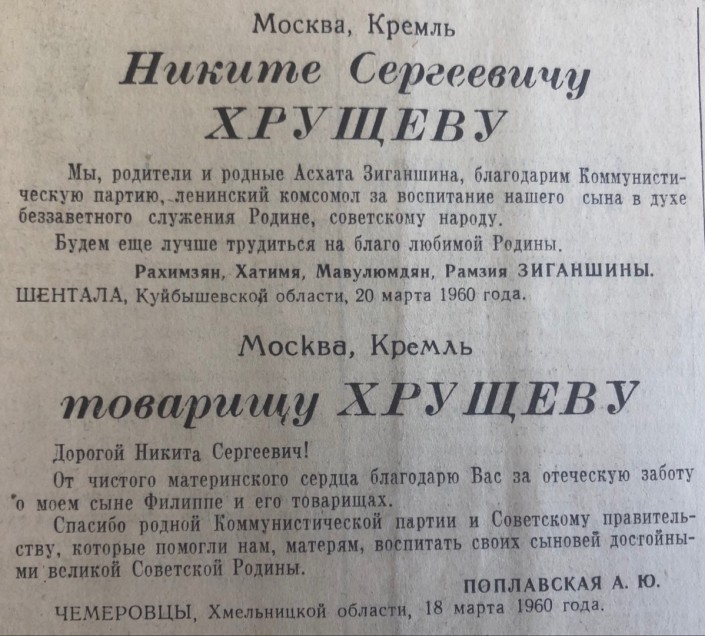 Москва, Кремль
Никите Сергеевичу
ХРУЩЕВУ
Мы, родители и родные Асхата Зиганшина, благодарим Коммунисти-
ческую партию, ленинский комсомол за воспитание нашего сына в духе
беззаветного служения Родине, советскому народу.
Будем еще лучше трудиться на благо любимой Родины.
Рахимзян, Хатимя, Мавулюмдян, Рамзия ЗИГАНШИНЫ.
ШЕНТАЛА, Куйбышевской области, 20 марта 1960 года.
Москва, Кремль
товарищу ХРУЩЕВУ
Дорогой Никита Сергеевич!
От чистого материнского сердца благодарю Вас за отеческую заботу
о моем сыне Филиппе и его товарищах.
Спасибо родной Коммунистической партии и Советскому правитель-
ству, которые помогли нам, матерям, воспитать своих сыновей достойны-
ми великой Советской Родины.
ПОПЛАВСКАЯ А. Ю.
ЧЕМЕРОВЦЫ, Хмельницкой области, 18 марта 1960 года.